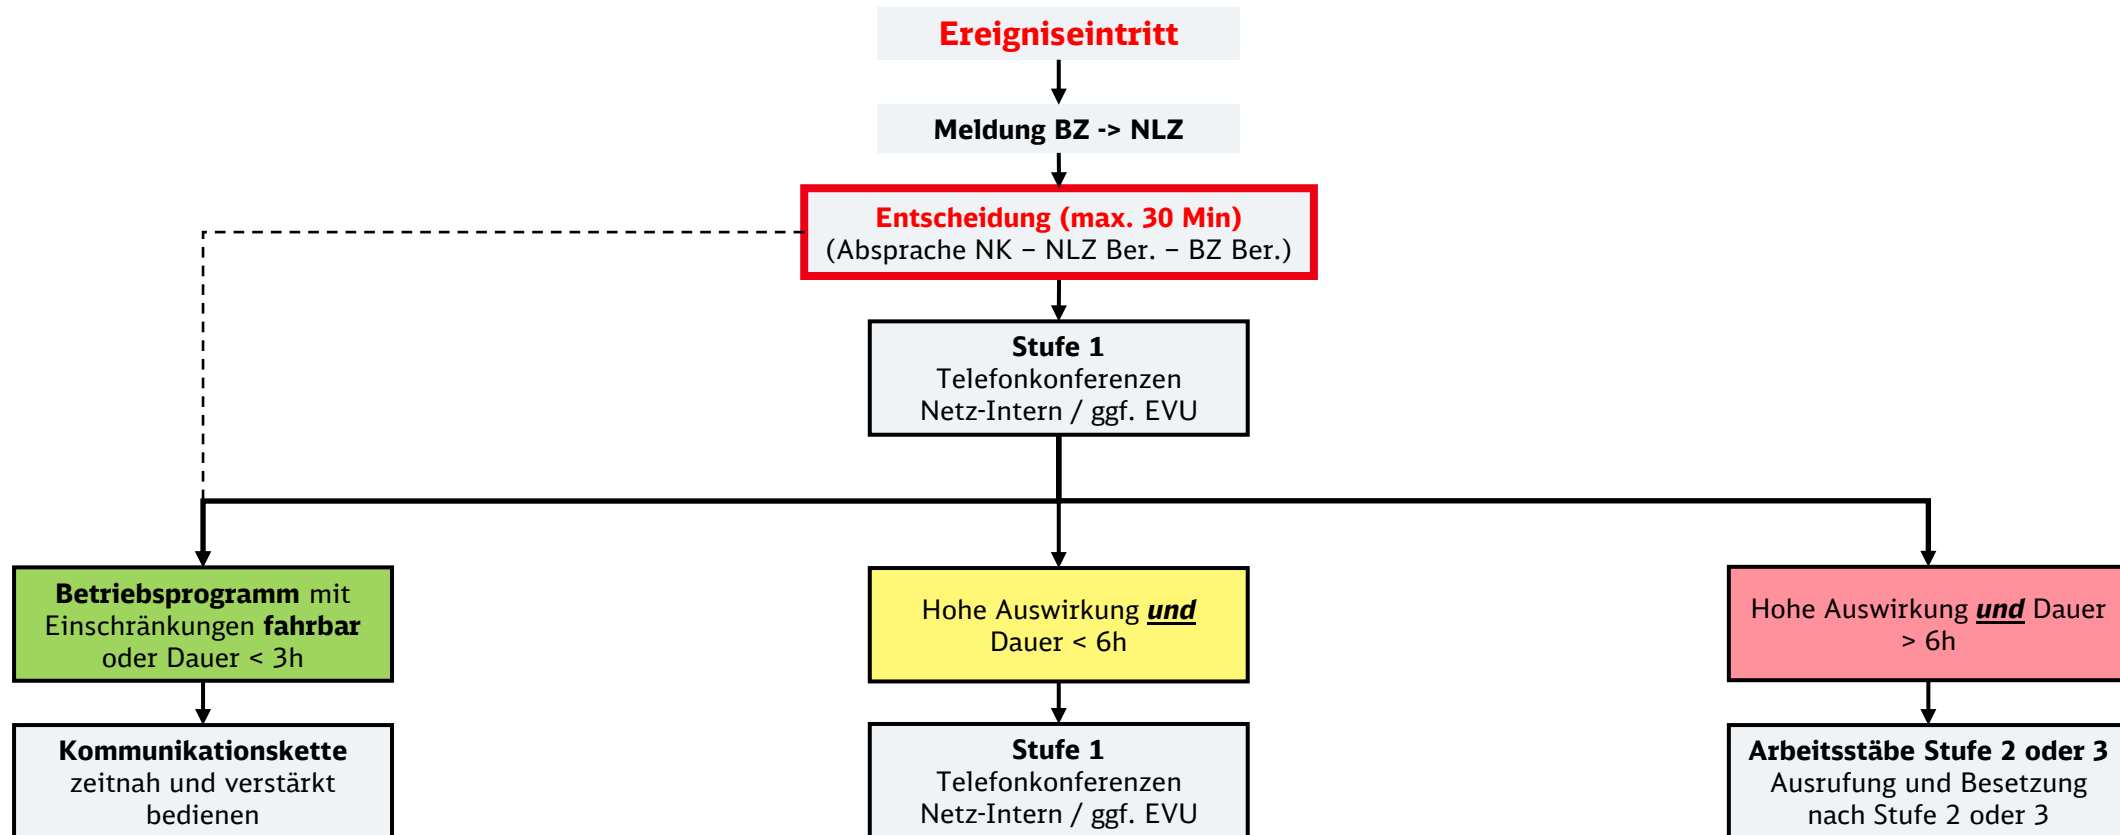 Ereigniseintritt
Meldung BZ -> NLZ
Entscheidung (max. 30 Min)
(Absprache NK – NLZ Ber. – BZ Ber.)
Stufe 1
Telefonkonferenzen
Netz-Intern / ggf. EVU
Betriebsprogramm mit
Einschränkungen fahrbar
oder Dauer < 3h
Hohe Auswirkung und
Dauer < 6h
Hohe Auswirkung und Dauer
> 6h
Kommunikationskette
zeitnah und verstärkt
bedienen
Stufe 1
Telefonkonferenzen
Netz-Intern / ggf. EVU
Arbeitsstäbe Stufe 2 oder 3
Ausrufung und Besetzung
nach Stufe 2 oder 3